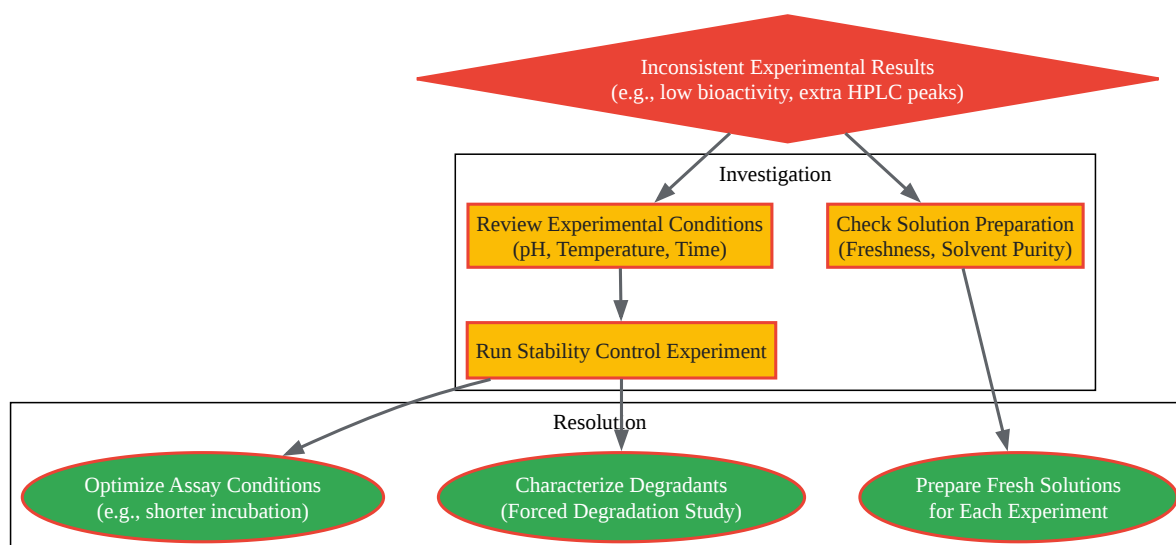 Inconsistent Experimental Results
(e.g., low bioactivity, extra HPLC peaks)
Investigation
Review Experimental Conditions
(pH, Temperature, Time)
Check Solution Preparation
(Freshness, Solvent Purity)
Run Stability Control Experiment
Resolution
Optimize Assay Conditions
(e.g., shorter incubation)
Characterize Degradants
(Forced Degradation Study)
Prepare Fresh Solutions
for Each Experiment